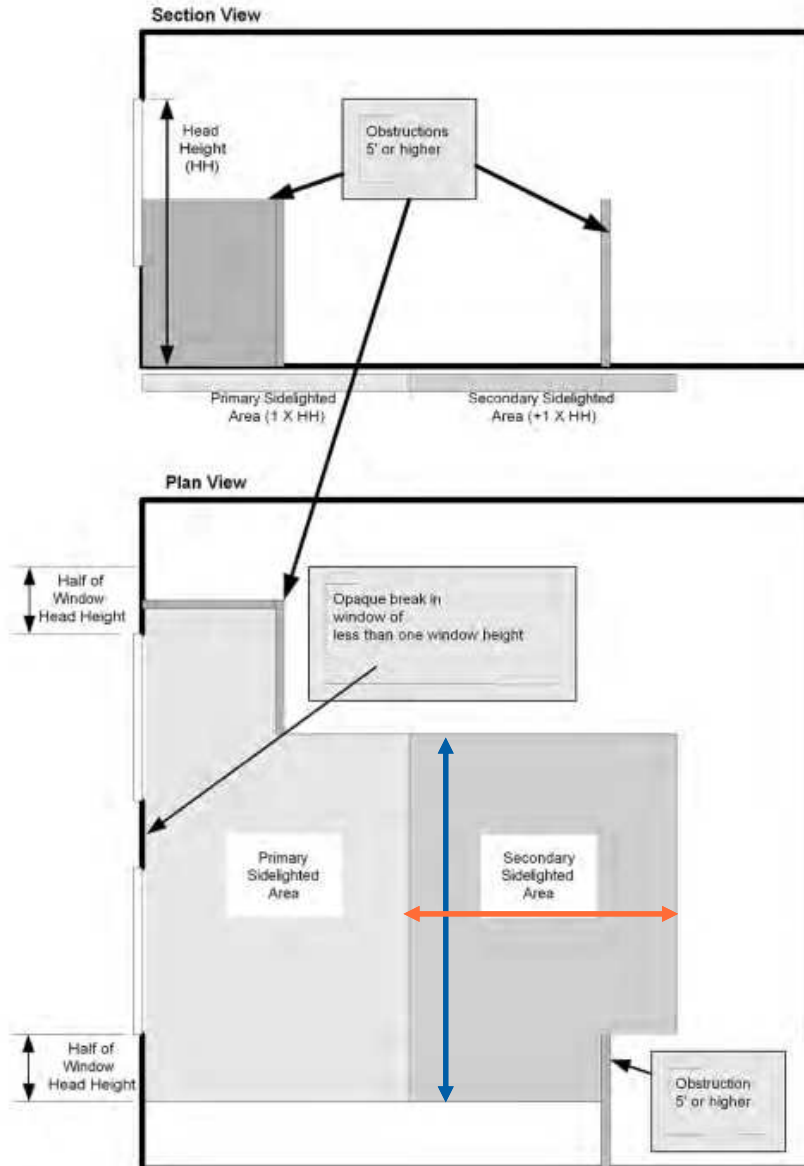 Section View
Head
Height
(HH)
Obstructions
5' or higher
Primary Sidelighted
Area (1 X HH)
Secondary Sidelighted
Area (+1 X HH)
Plan View
Half of
Window
Head Height
Opaque break in
window of
less than one window height
Primary
Sidelighted
Area
Secondary
Sidelighted
Area
Half of
Window
Head Height
Obstruction
5' or higher